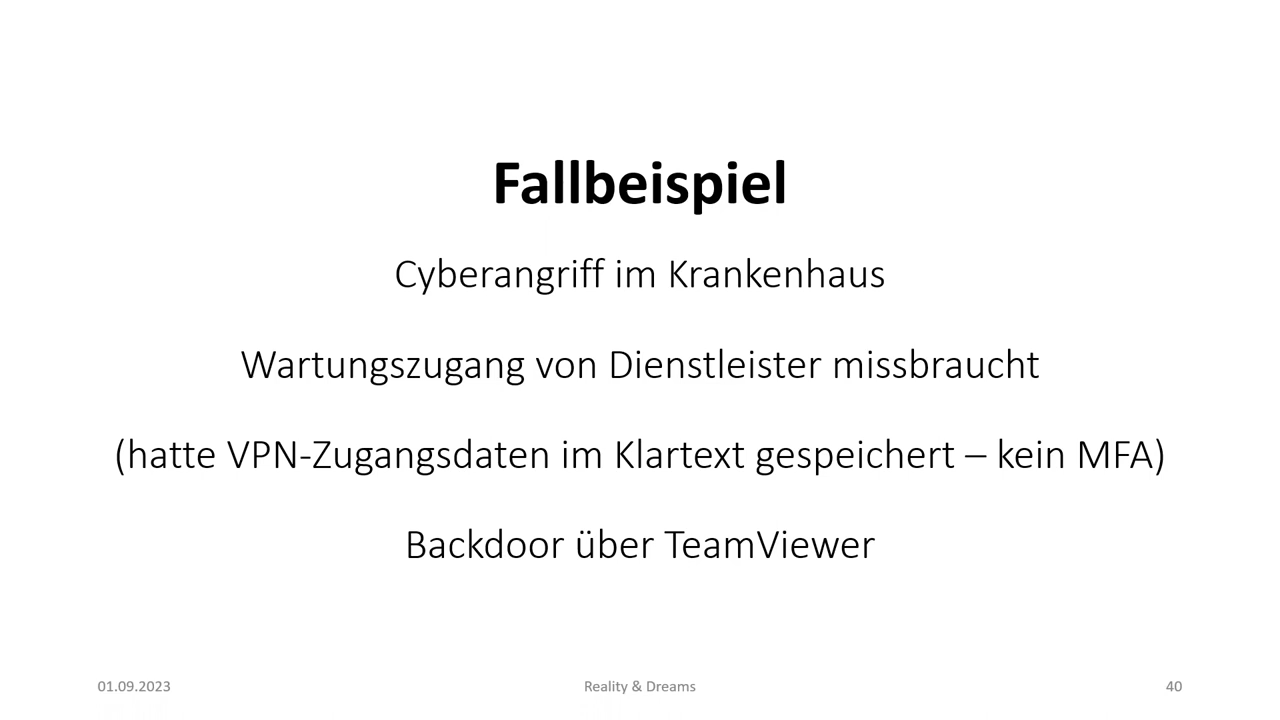 Fallbeispiel
Cyberangriff im Krankenhaus
Wartungszugang von Dienstleister missbraucht
(hatte VPN-Zugangsdaten im Klartext gespeichert – kein MFA)
Backdoor über TeamViewer
01.09.2023
Reality & Dreams
40